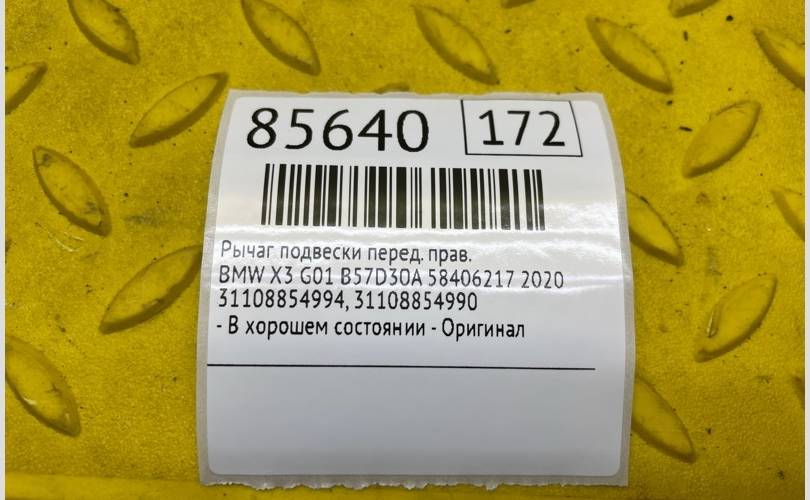 85640 172
Рычаг подвески перед. прав.
BMW X3 G01 B57D30A 58406217 2020
31108854994, 31108854990
- В хорошем состоянии - Оригинал